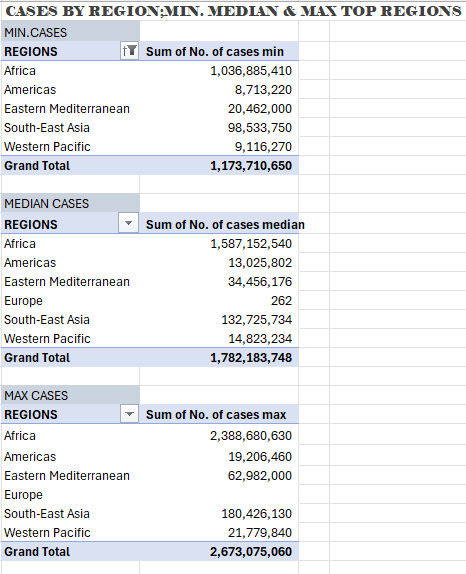 CASES BY REGION;MIN. MEDIAN & MAX TOP REGIONS
MIN.CASES
REGIONS Sum of No. of cases min
Africa 1,036,885,410
Americas 8,713,220
Eastern Mediterranean 20,462,000
South-East Asia 98,533,750
Western Pacific 9,116,270
Grand Total 1,173,710,650
MEDIAN CASES
REGIONS Sum of No. of cases median
Africa 1,587,152,540
Americas 13,025,802
Eastern Mediterranean 34,456,176
Europe 262
South-East Asia 132,725,734
Western Pacific 14,823,234
Grand Total 1,782,183,748
MAX CASES
REGIONS Sum of No. of cases max
Africa 2,388,680,630
Americas 19,206,460
Eastern Mediterranean 62,982,000
Europe
South-East Asia 180,426,130
Western Pacific 21,779,840
Grand Total 2,673,075,060